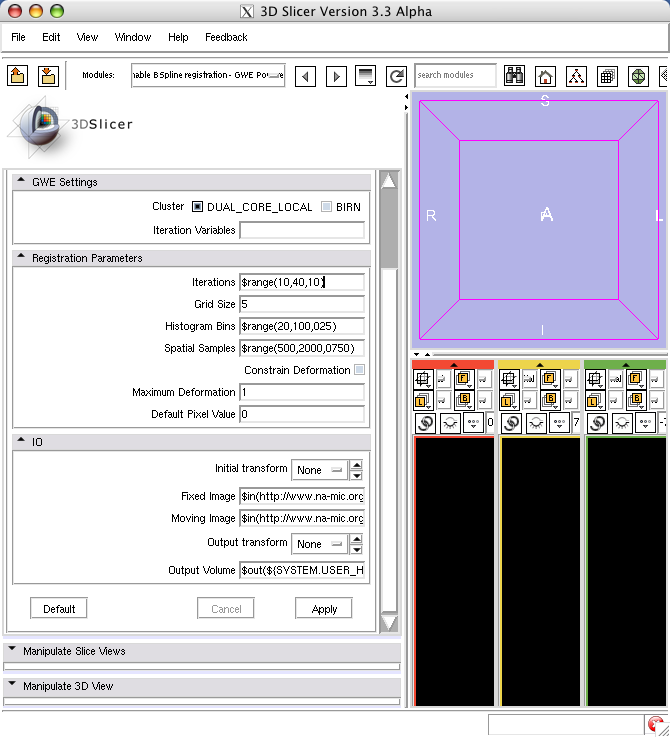 3D Slicer Version 3.3 Alpha
File Edit View Window Help Feedback
Modules: nable BSpline registration - GWE Po search modules
3DSlicer
S
R A L
I
GWE Settings
Cluster DUAL_CORE_LOCAL BIRN
Iteration Variables
Registration Parameters
Iterations $range(10,40,10)
Grid Size 5
Histogram Bins $range(20,100,025)
Spatial Samples $range(500,2000,0750)
Constrain Deformation
Maximum Deformation 1
Default Pixel Value 0
IO
Initial transform None
Fixed Image $in(http://www.na-mic.org
Moving Image $in(http://www.na-mic.org
Output transform None
Output Volume $out(${SYSTEM.USER_H
Default Cancel Apply
Manipulate Slice Views
Manipulate 3D View
F F F
L B L B L B
0 7 -7